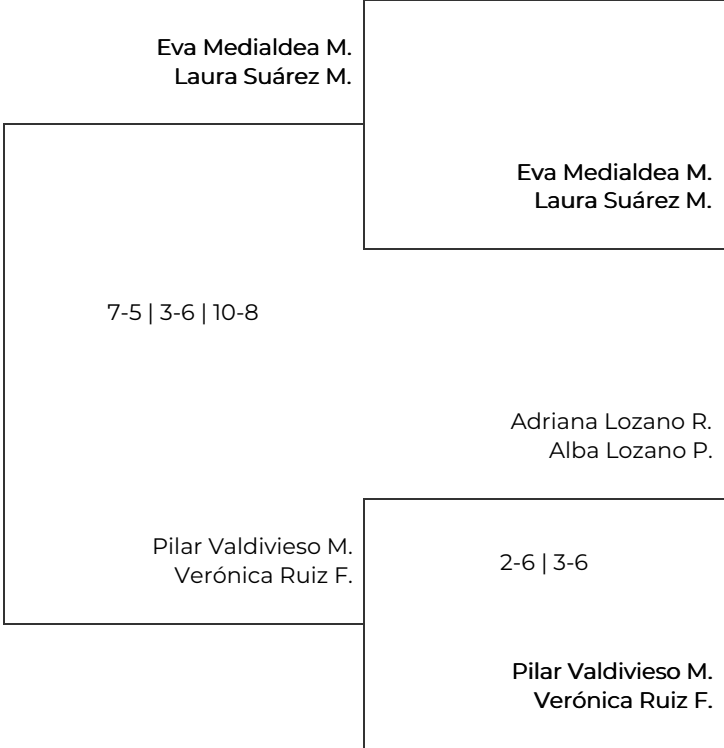 Eva Medialdea M.
Laura Suárez M.
Eva Medialdea M.
Laura Suárez M.
7-5 | 3-6 | 10-8
Adriana Lozano R.
Alba Lozano P.
Pilar Valdivieso M.
Verónica Ruiz F.
2-6 | 3-6
Pilar Valdivieso M.
Verónica Ruiz F.